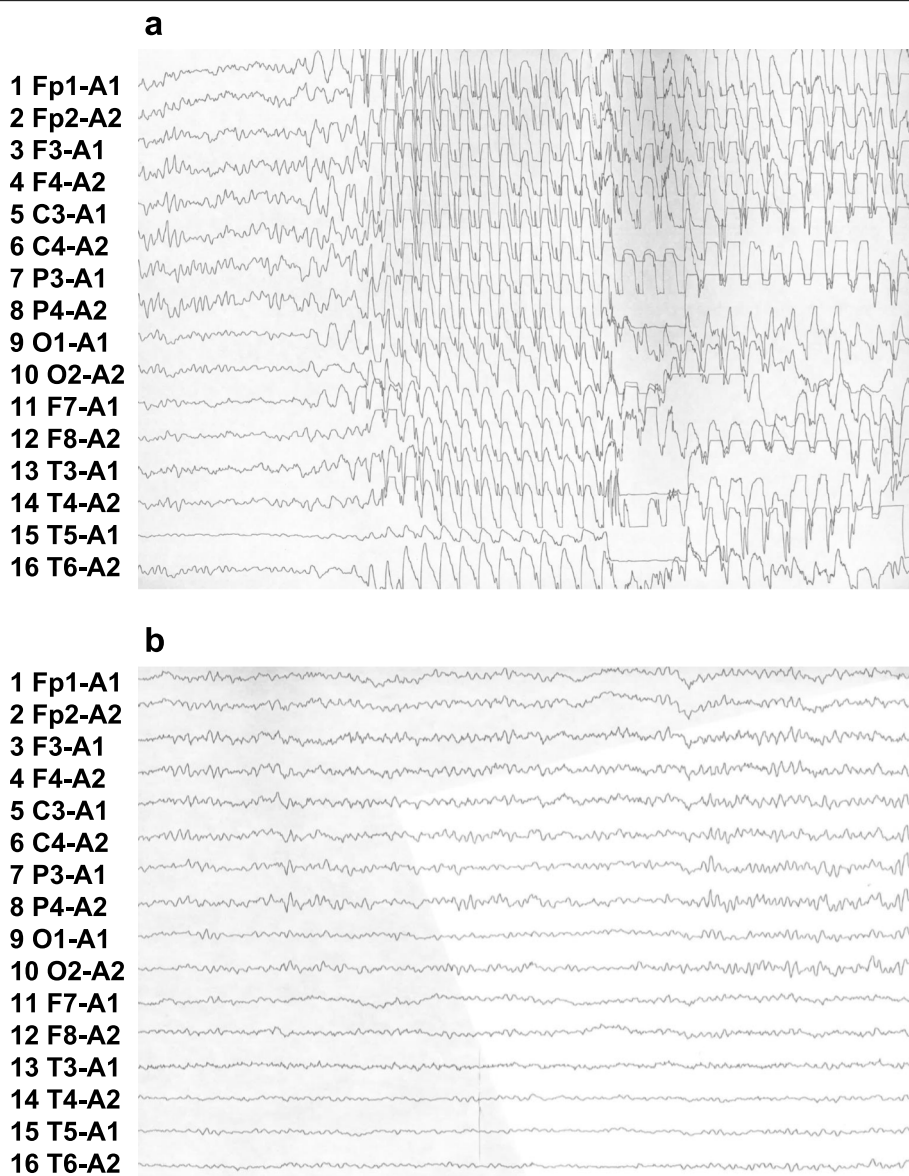 a
1 Fp1-A1
2 Fp2-A2
3 F3-A1
4 F4-A2
5 C3-A1
6 C4-A2
7 P3-A1
8 P4-A2
9 O1-A1
10 O2-A2
11 F7-A1
12 F8-A2
13 T3-A1
14 T4-A2
15 T5-A1
16 T6-A2
b
1 Fp1-A1
2 Fp2-A2
3 F3-A1
4 F4-A2
5 C3-A1
6 C4-A2
7 P3-A1
8 P4-A2
9 O1-A1
10 O2-A2
11 F7-A1
12 F8-A2
13 T3-A1
14 T4-A2
15 T5-A1
16 T6-A2